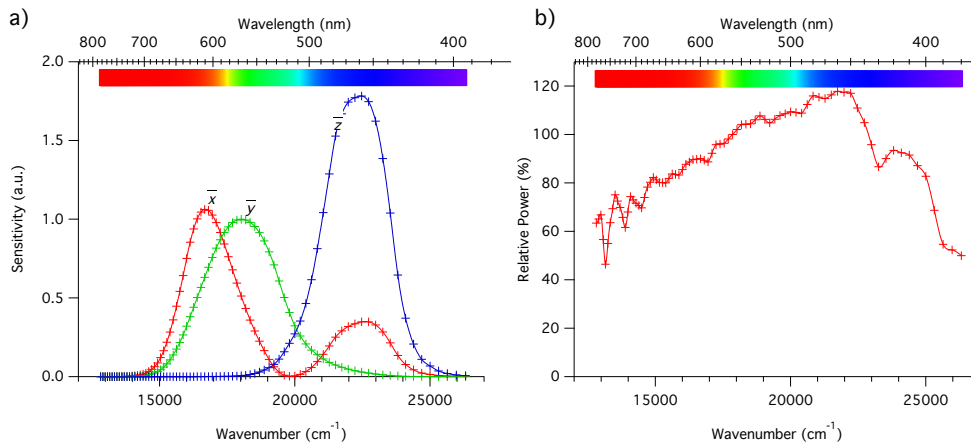 a)
Wavelength (nm)
800 700 600 500 400
2.0
1.5
1.0
0.5
0.0
Sensitivity (a.u.)
x̅
y̅
z̅
15000 20000 25000
Wavenumber (cm⁻¹)
b)
Wavelength (nm)
800 700 600 500 400
120
100
80
60
40
20
0
Relative Power (%)
15000 20000 25000
Wavenumber (cm⁻¹)